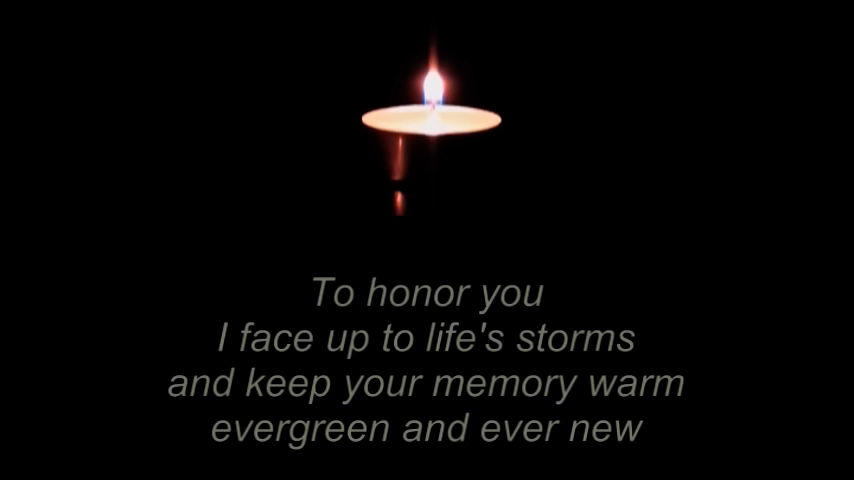 To honor you
I face up to life's storms
and keep your memory warm
evergreen and ever new